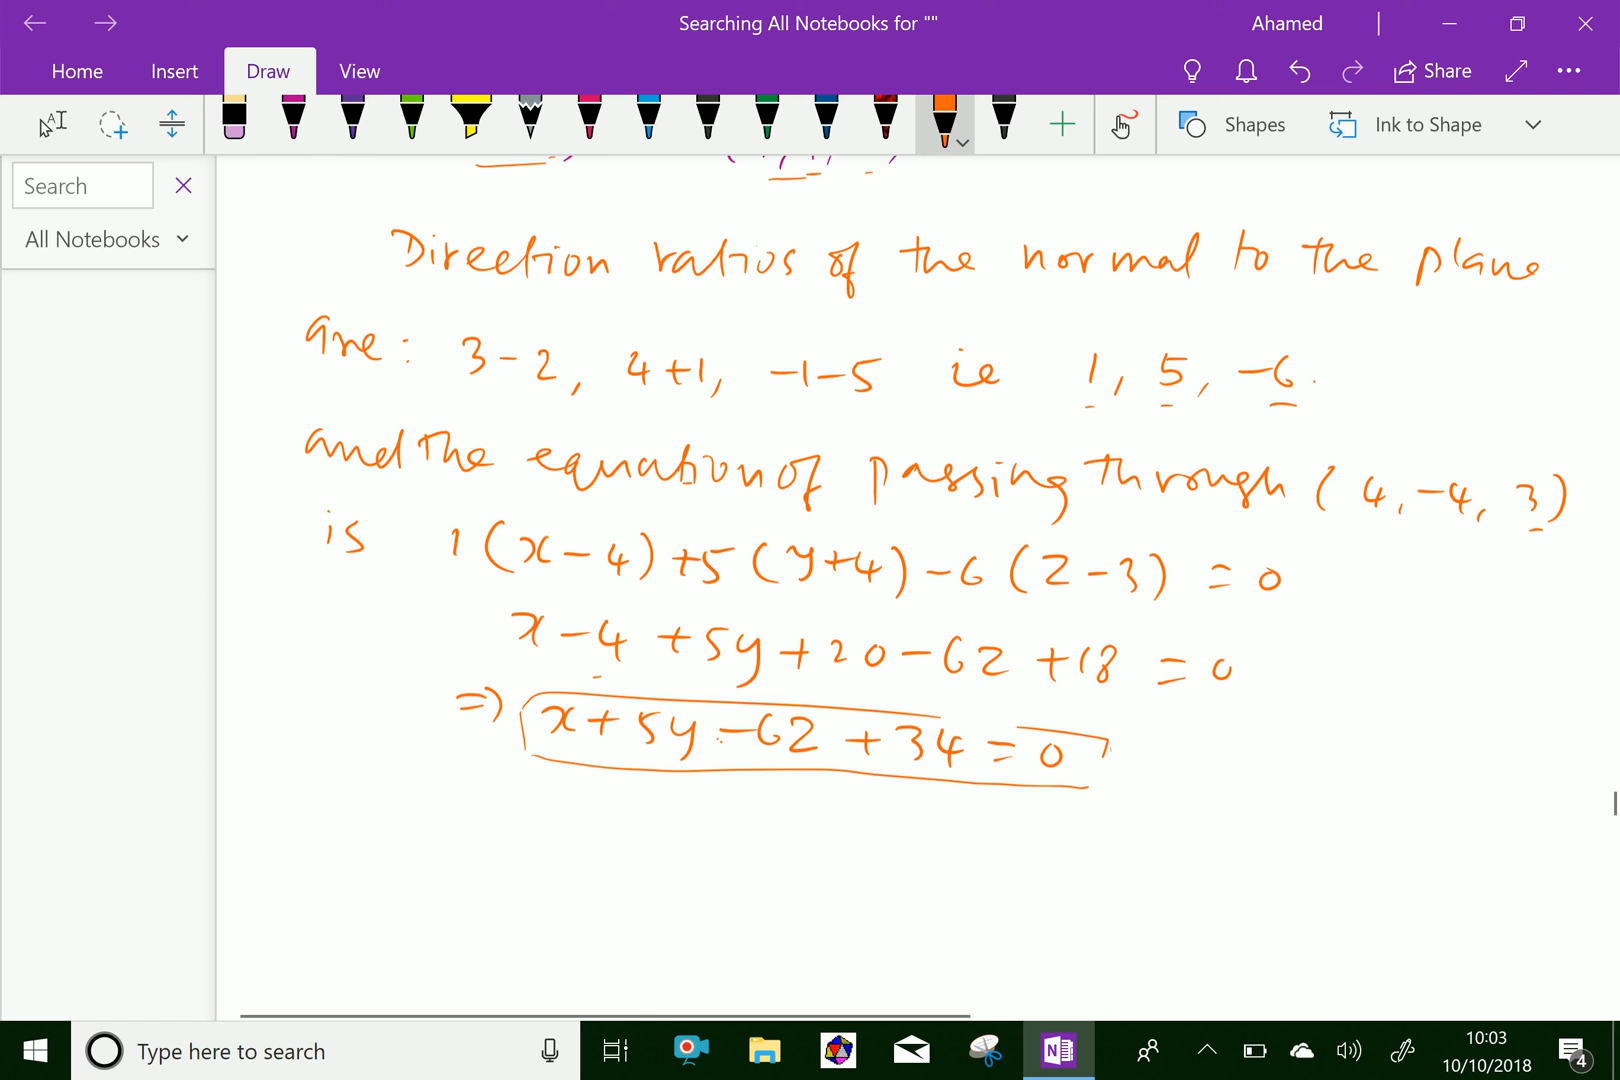 Searching All Notebooks for ""
Ahamed
Home Insert Draw View
Share
Shapes Ink to Shape
Search
All Notebooks
Direction ratios of the normal to the plane
are: 3-2, 4+1, -1-5 ie 1, 5, -6.
and the equation of passing through (4, -4, 3)
is 1(x-4)+5(y+4)-6(z-3) = 0
x-4+5y+20-6z+18 = 0
=> x+5y-6z+34=0
Type here to search
10:03
10/10/2018
4